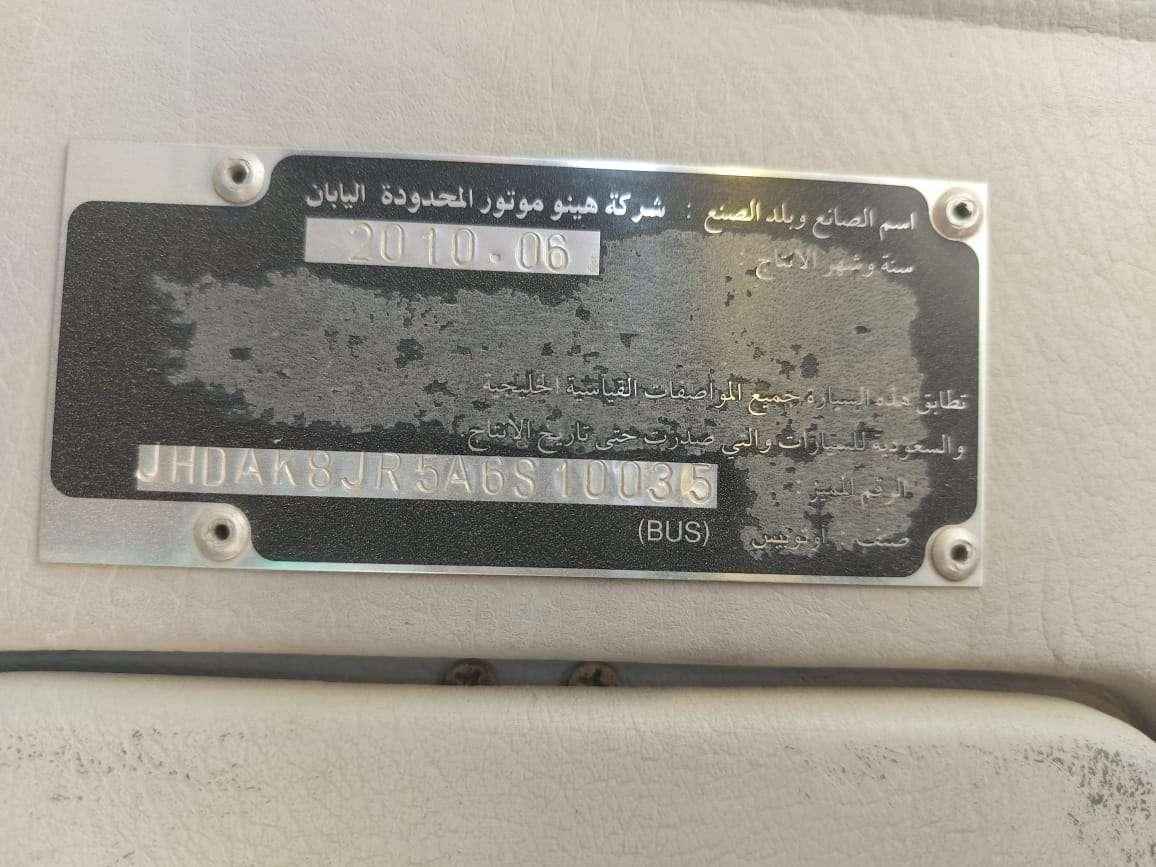 اسم الصانع وبلد الصنع : شركة هينو موتور المحدودة اليابان
سنة وشهر الانتاج : 2010.06
تطابق هذه السيارة جميع المواصفات القياسية الخليجيه
والسعودية للسيارات والتي صدرت حتى تاريخ الانتاج
الرقم المميز : JHDAK8JR5A6S10035
صنف : اوتوبيس (BUS)